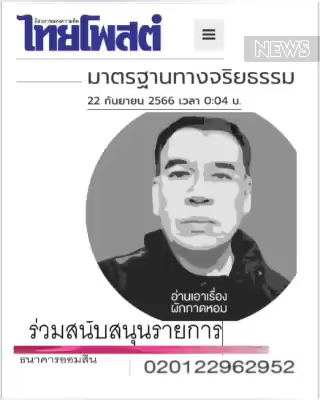 อิสรภาพแห่งความคิด
ไทยโพสต์
NEWS
มาตรฐานทางจริยธรรม
22 กันยายน 2566 เวลา 0:04 น.
อ่านเอาเรื่อง
ผักกาดหอม
ร่วมสนับสนุนรายการ
ธนาคารออมสิน
020122962952